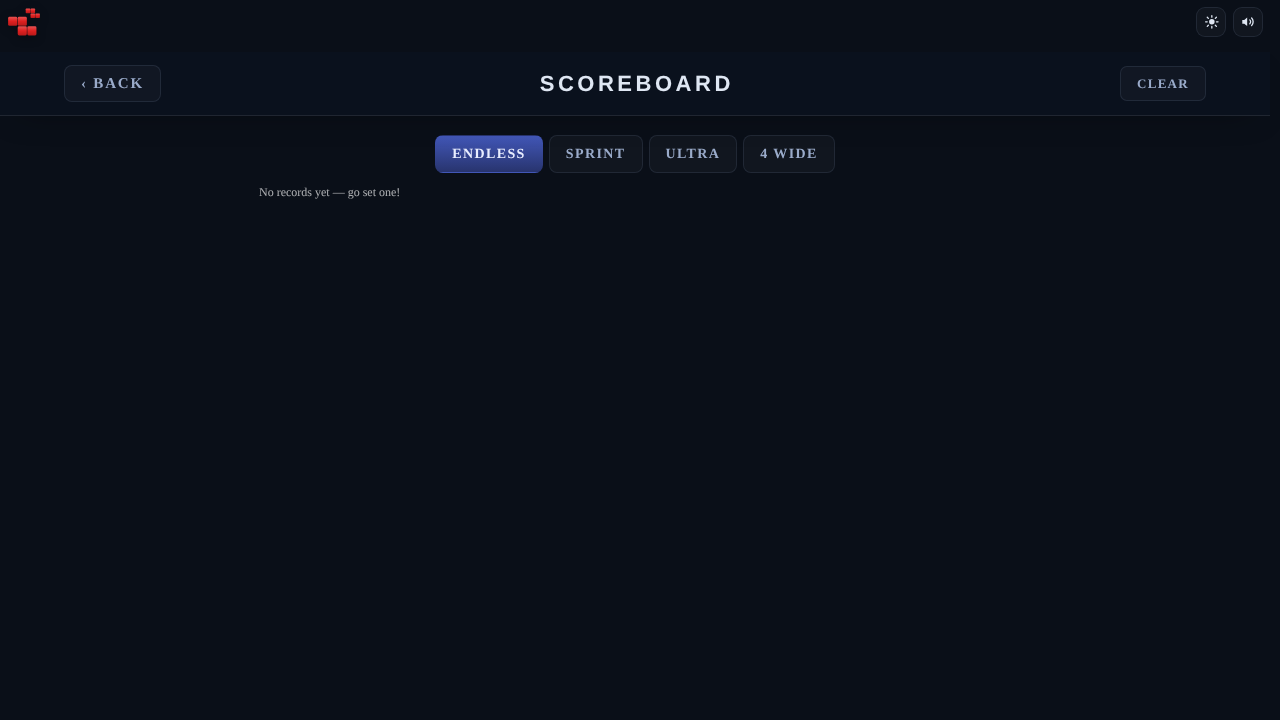 ‹ BACK
SCOREBOARD
CLEAR
ENDLESS
SPRINT
ULTRA
4 WIDE
No records yet — go set one!